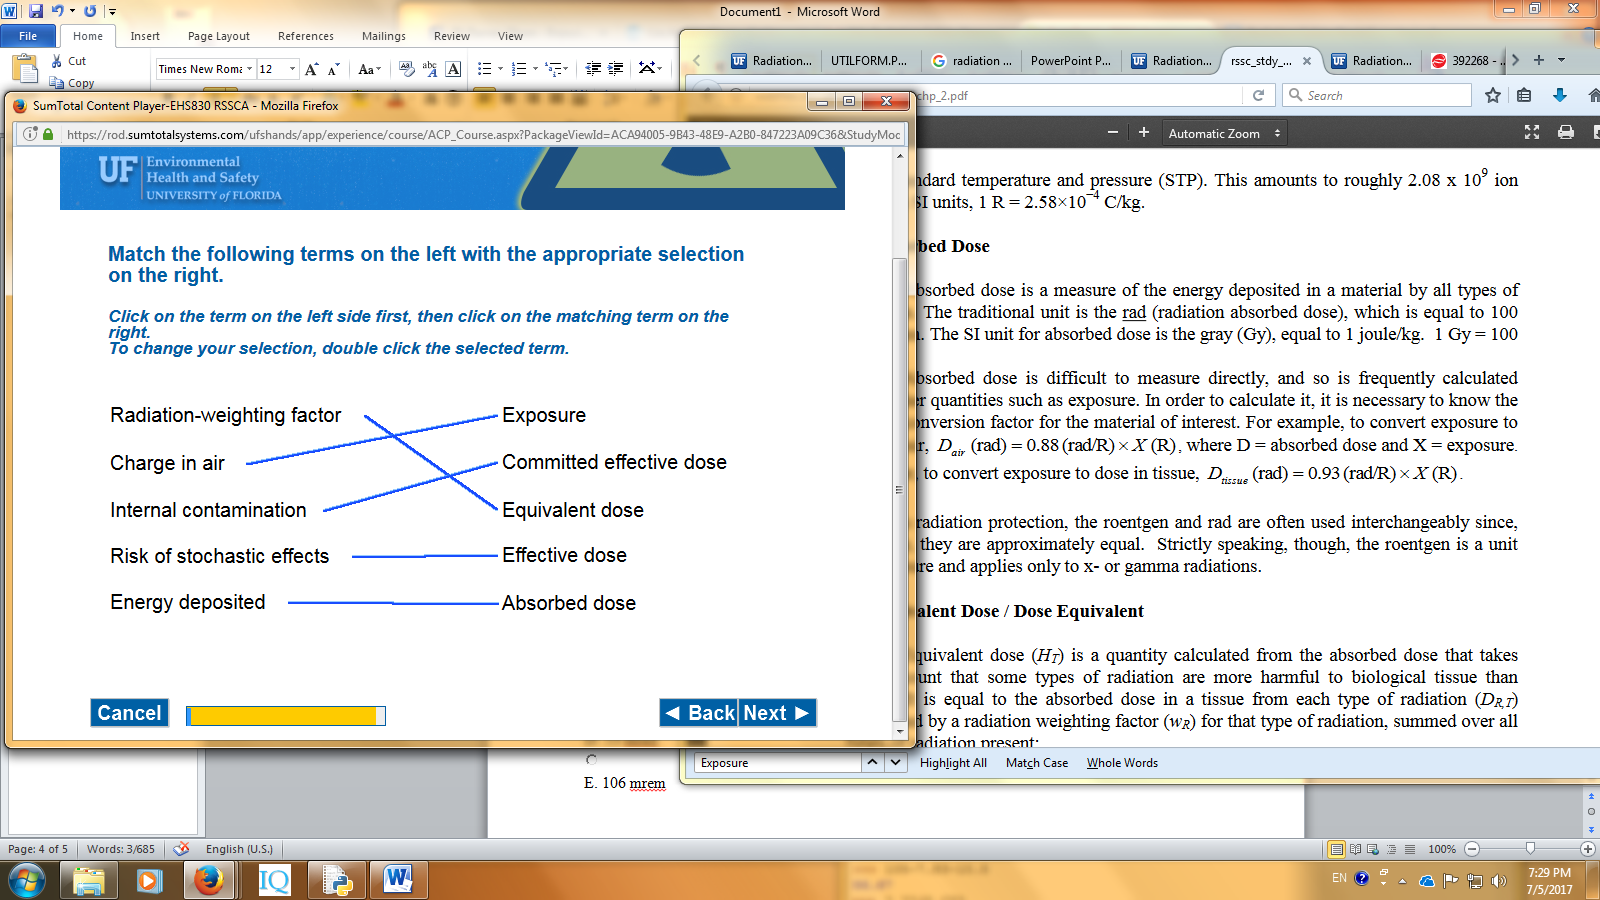 Document1 - Microsoft Word
File Home Insert Page Layout References Mailings Review View
Cut
Copy
Times New Roma 12
Radiation... UTILFORM.P... radiation ... PowerPoint P... Radiation... rssc_stdy_... Radiation... 392268 - ...
chp_2.pdf
Search
Automatic Zoom
SumTotal Content Player-EHS830 RSSCA - Mozilla Firefox
https://rod.sumtotalsystems.com/ufshands/app/experience/course/ACP_Course.aspx?PackageViewId=ACA94005-9B43-48E9-A2B0-847223A09C36&StudyMoc
UF Environmental
Health and Safety
UNIVERSITY of FLORIDA
Match the following terms on the left with the appropriate selection
on the right.
Click on the term on the left side first, then click on the matching term on the
right.
To change your selection, double click the selected term.
Radiation-weighting factor Exposure
Charge in air Committed effective dose
Internal contamination Equivalent dose
Risk of stochastic effects Effective dose
Energy deposited Absorbed dose
Cancel
◄ Back Next ►
ndard temperature and pressure (STP). This amounts to roughly 2.08 x 10⁹ ion
SI units, 1 R = 2.58×10⁻⁴ C/kg.
bed Dose
bsorbed dose is a measure of the energy deposited in a material by all types of
The traditional unit is the rad (radiation absorbed dose), which is equal to 100
. The SI unit for absorbed dose is the gray (Gy), equal to 1 joule/kg. 1 Gy = 100
bsorbed dose is difficult to measure directly, and so is frequently calculated
r quantities such as exposure. In order to calculate it, it is necessary to know the
onversion factor for the material of interest. For example, to convert exposure to
ir, D_air (rad) = 0.88 (rad/R) × X (R), where D = absorbed dose and X = exposure.
, to convert exposure to dose in tissue, D_tissue (rad) = 0.93 (rad/R) × X (R).
radiation protection, the roentgen and rad are often used interchangeably since,
they are approximately equal. Strictly speaking, though, the roentgen is a unit
re and applies only to x- or gamma radiations.
alent Dose / Dose Equivalent
quivalent dose (H_T) is a quantity calculated from the absorbed dose that takes
unt that some types of radiation are more harmful to biological tissue than
is equal to the absorbed dose in a tissue from each type of radiation (D_R,T)
d by a radiation weighting factor (w_R) for that type of radiation, summed over all
adiation present:
Exposure Highlight All Match Case Whole Words
E. 106 mrem
Page: 4 of 5 Words: 3/685 English (U.S.) 100%
IQ
EN
7:29 PM
7/5/2017